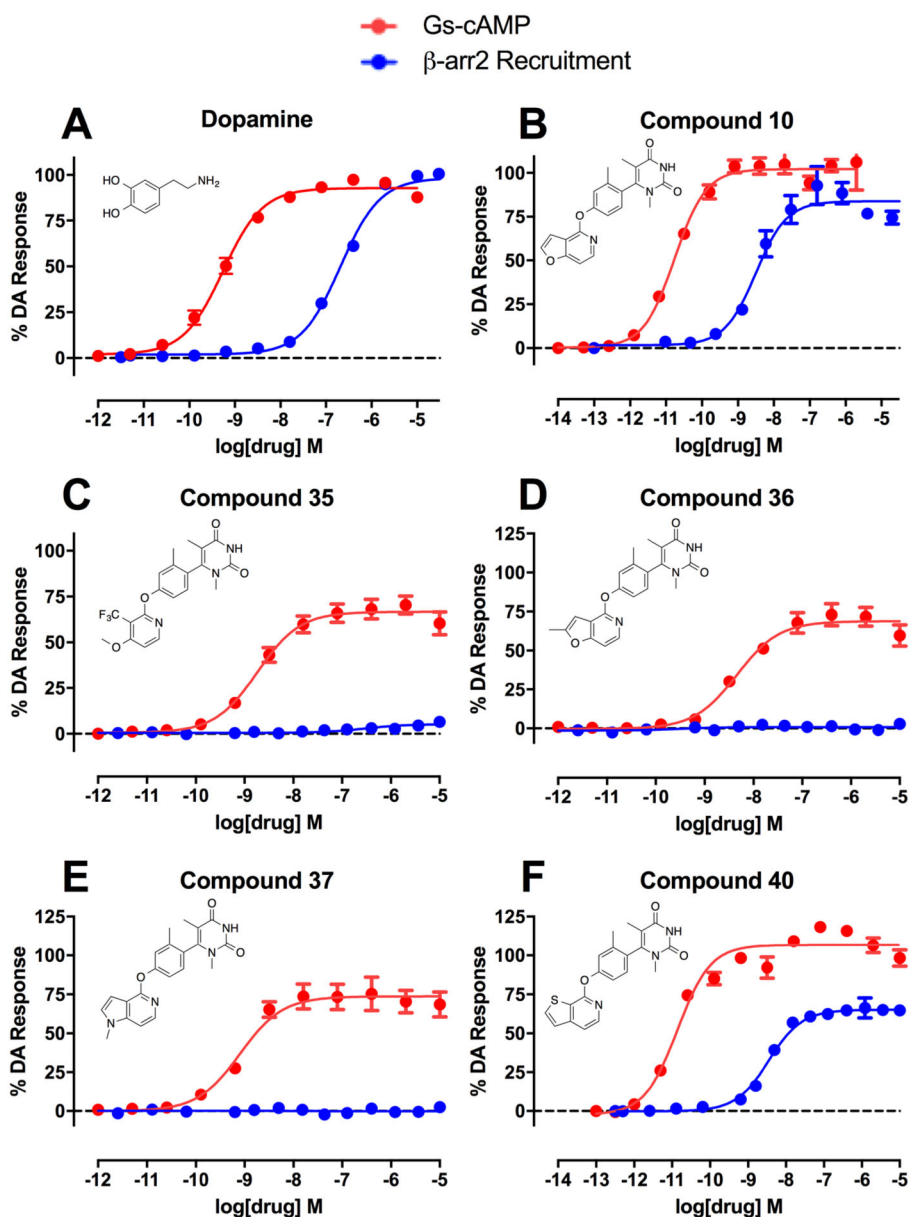 Gs-cAMP
β-arr2 Recruitment
A
Dopamine
HO
HO
NH2
% DA Response
100
75
50
25
0
-12 -11 -10 -9 -8 -7 -6 -5
log[drug] M
B
Compound 10
O
NH
N
O
O
N
O
% DA Response
100
75
50
25
0
-14 -13 -12 -11 -10 -9 -8 -7 -6 -5
log[drug] M
C
Compound 35
O
NH
N
O
O
F3C
N
O
% DA Response
100
75
50
25
0
-12 -11 -10 -9 -8 -7 -6 -5
log[drug] M
D
Compound 36
O
NH
N
O
O
N
O
% DA Response
125
100
75
50
25
0
-12 -11 -10 -9 -8 -7 -6 -5
log[drug] M
E
Compound 37
O
NH
N
O
O
N
N
% DA Response
125
100
75
50
25
0
-12 -11 -10 -9 -8 -7 -6 -5
log[drug] M
F
Compound 40
O
NH
N
O
O
S
N
% DA Response
125
100
75
50
25
0
-13 -12 -11 -10 -9 -8 -7 -6 -5
log[drug] M